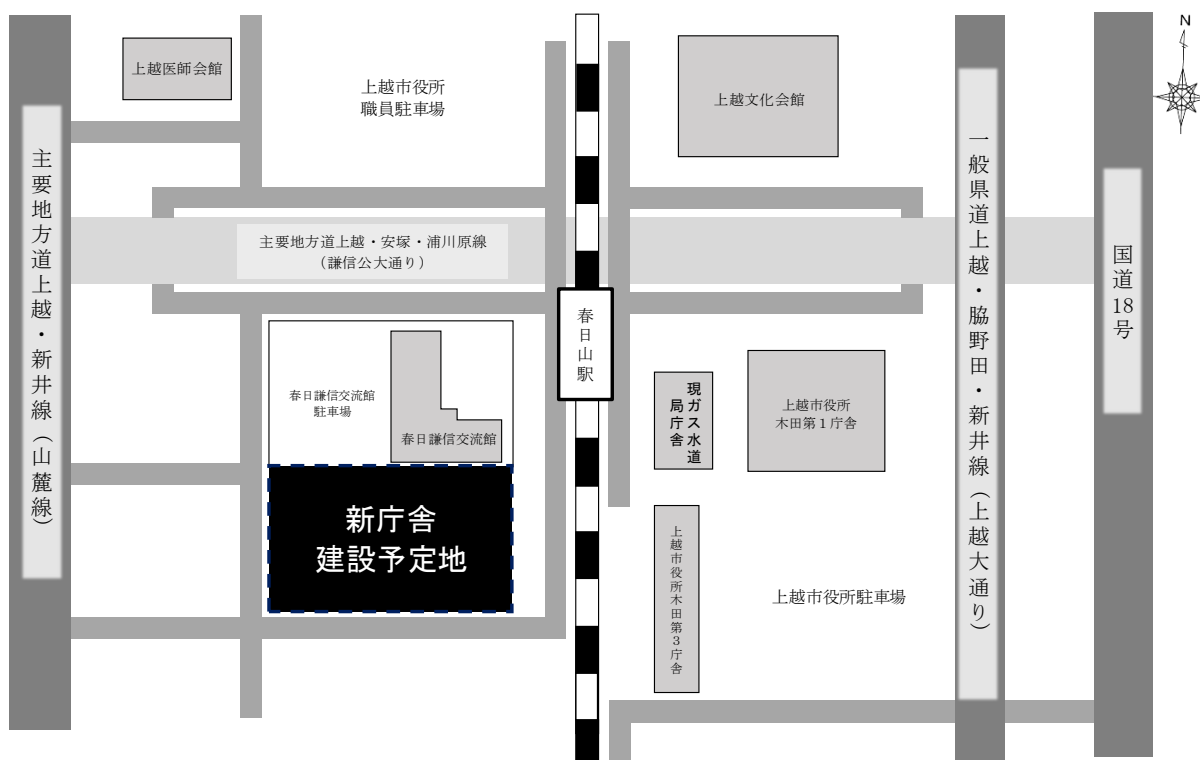 N
上越医師会館
上越市役所
職員駐車場
上越文化会館
主要地方道上越・新井線（山麓線）
主要地方道上越・安塚・浦川原線
（謙信公大通り）
一般県道上越・脇野田・新井線（上越大通り）
国道18号
春日山駅
春日謙信交流館
駐車場
春日謙信交流館
現ガス水道
局庁舎
上越市役所
木田第１庁舎
新庁舎
建設予定地
上越市役所木田第３庁舎
上越市役所駐車場